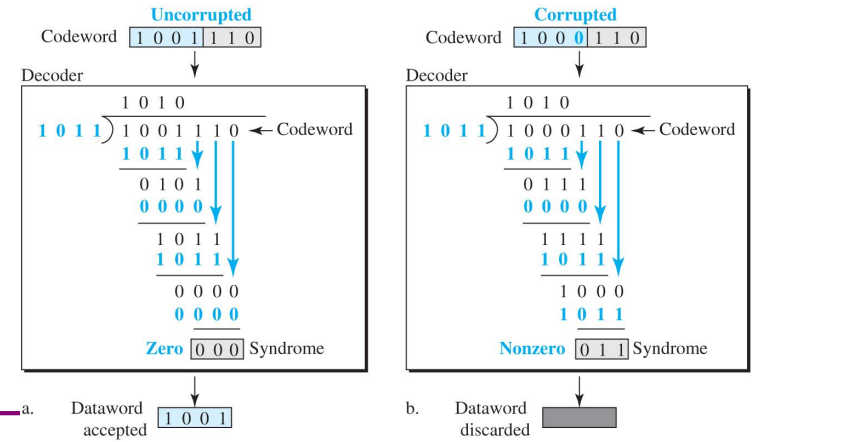 Uncorrupted
Codeword 1 0 0 1 1 1 0
Decoder
1 0 1 0
1 0 1 1 ) 1 0 0 1 1 1 0 Codeword
1 0 1 1
0 1 0 1
0 0 0 0
1 0 1 1
1 0 1 1
0 0 0 0
0 0 0 0
Zero 0 0 0 Syndrome
a. Dataword 1 0 0 1
accepted
Corrupted
Codeword 1 0 0 0 1 1 0
Decoder
1 0 1 0
1 0 1 1 ) 1 0 0 0 1 1 0 Codeword
1 0 1 1
0 1 1 1
0 0 0 0
1 1 1 1
1 0 1 1
1 0 0 0
1 0 1 1
Nonzero 0 1 1 Syndrome
b. Dataword
discarded